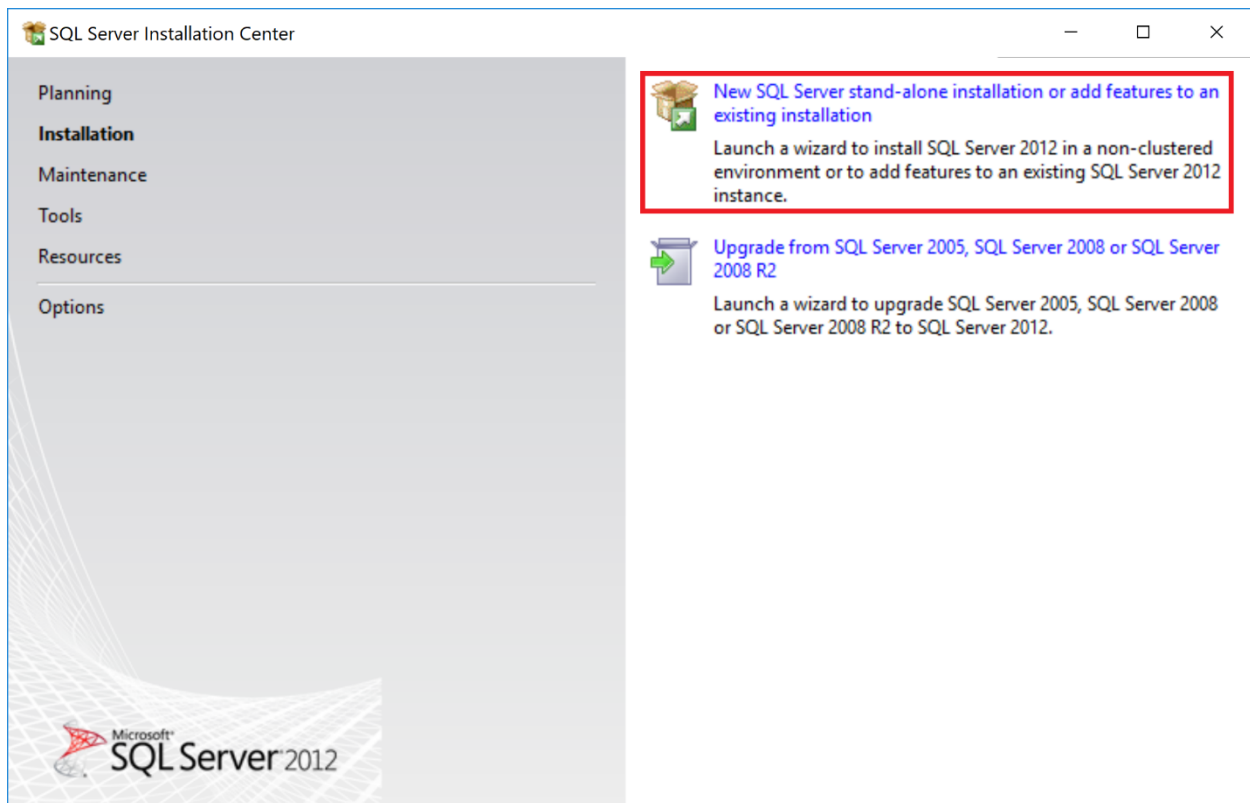 SQL Server Installation Center
Planning
Installation
Maintenance
Tools
Resources
Options
New SQL Server stand-alone installation or add features to an
existing installation
Launch a wizard to install SQL Server 2012 in a non-clustered
environment or to add features to an existing SQL Server 2012
instance.
Upgrade from SQL Server 2005, SQL Server 2008 or SQL Server
2008 R2
Launch a wizard to upgrade SQL Server 2005, SQL Server 2008
or SQL Server 2008 R2 to SQL Server 2012.
Microsoft®
SQL Server® 2012